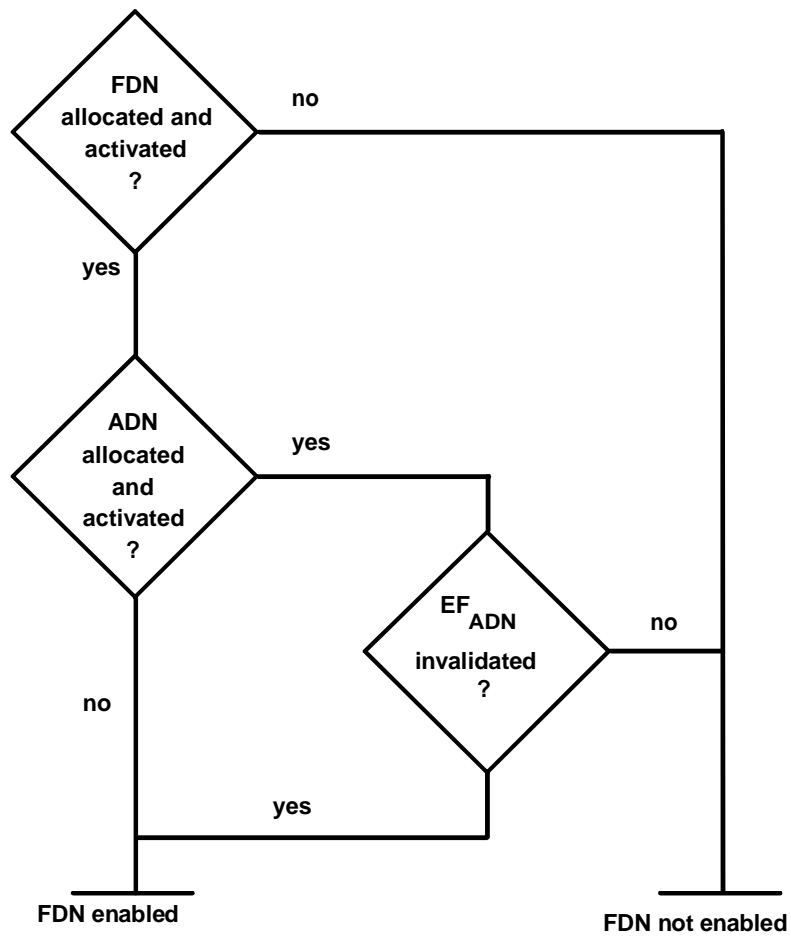 FDN
allocated and
activated
?
no
yes
ADN
allocated
and
activated
?
yes
EF ADN
invalidated
?
no
no
yes
FDN enabled
FDN not enabled